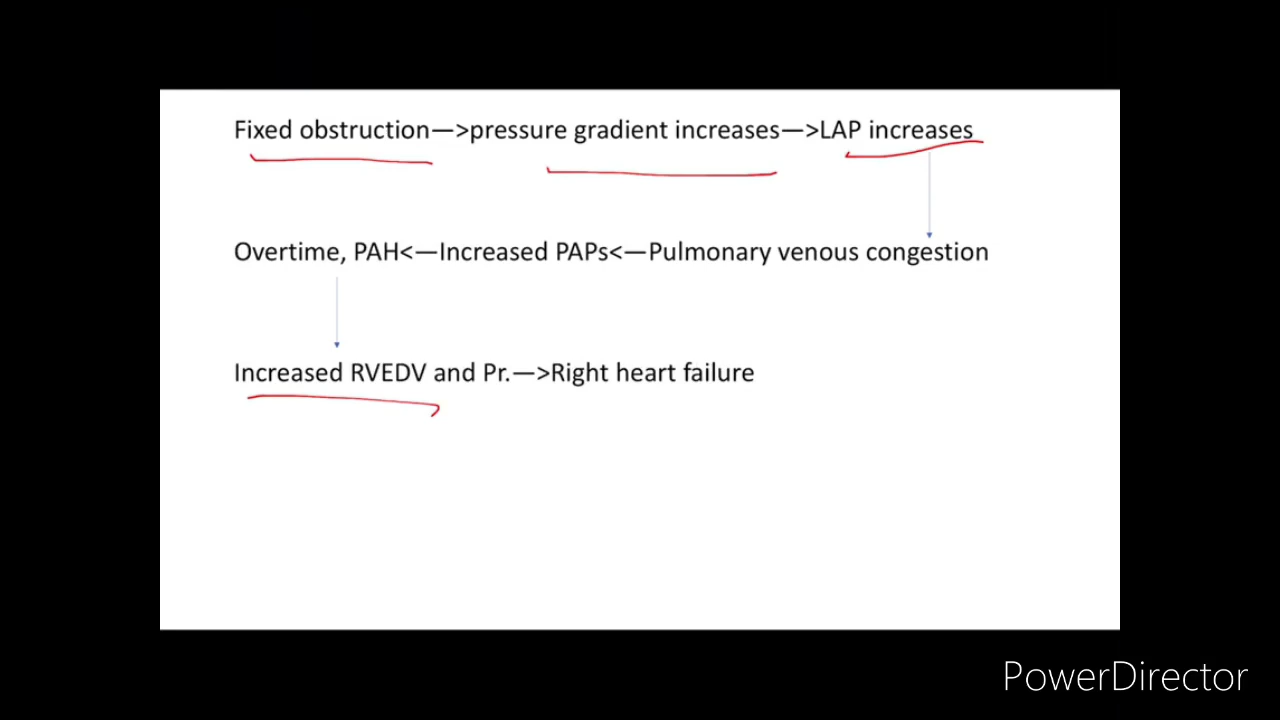 Fixed obstruction—>pressure gradient increases—>LAP increases
Overtime, PAH<—Increased PAPs<—Pulmonary venous congestion
Increased RVEDV and Pr.—>Right heart failure
PowerDirector